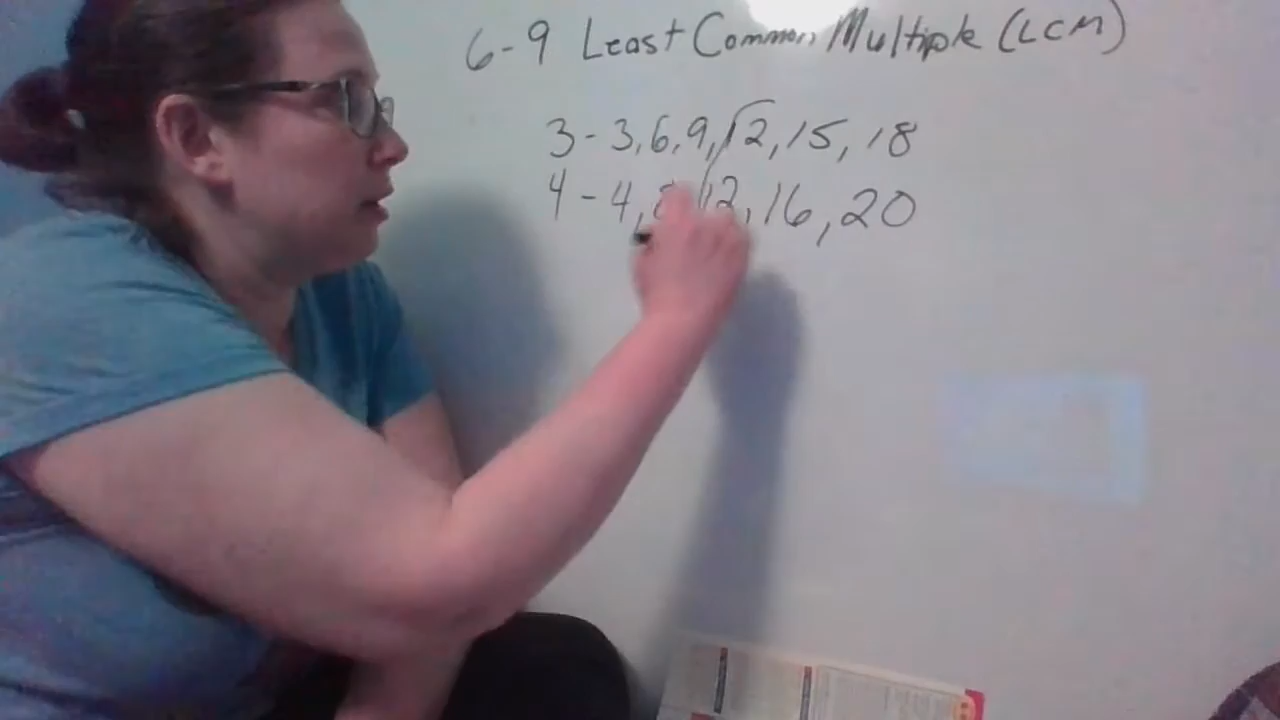 6-9 Least Common Multiple (LCM)
3 - 3, 6, 9, 12, 15, 18
4 - 4, 12, 16, 20